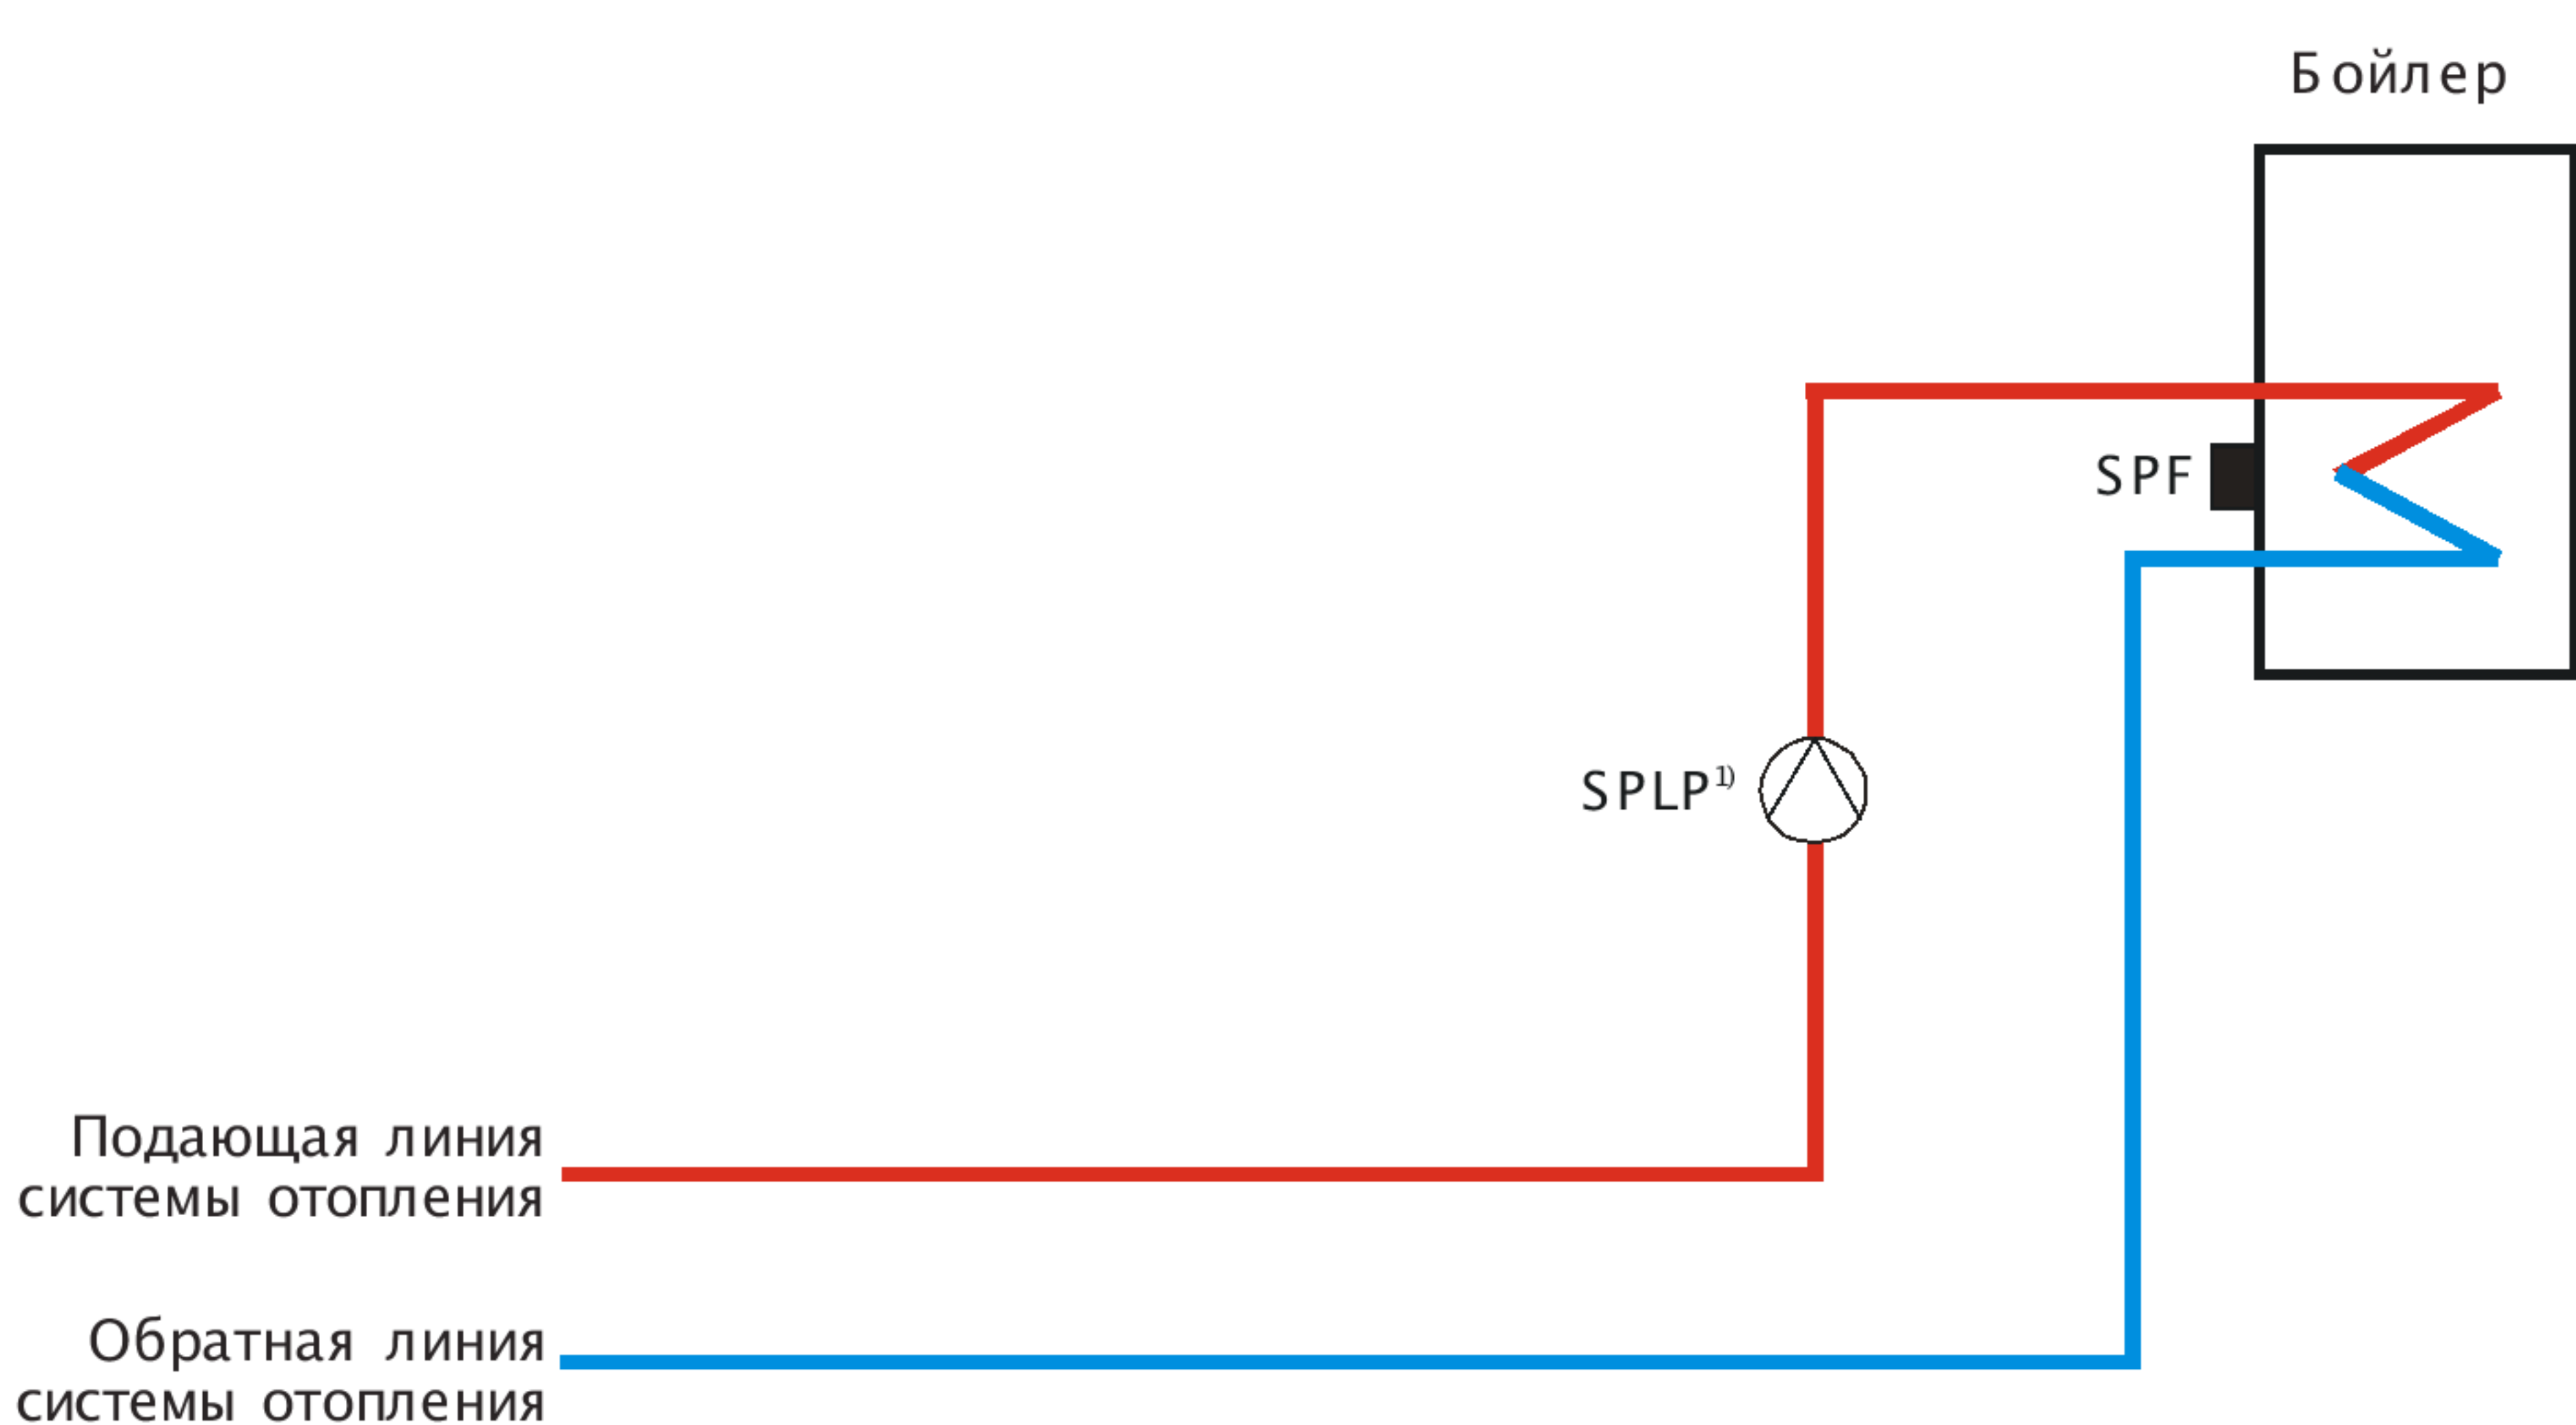 Бойлер
SPF
SPLP¹⁾
Подающая линия
системы отопления
Обратная линия
системы отопления